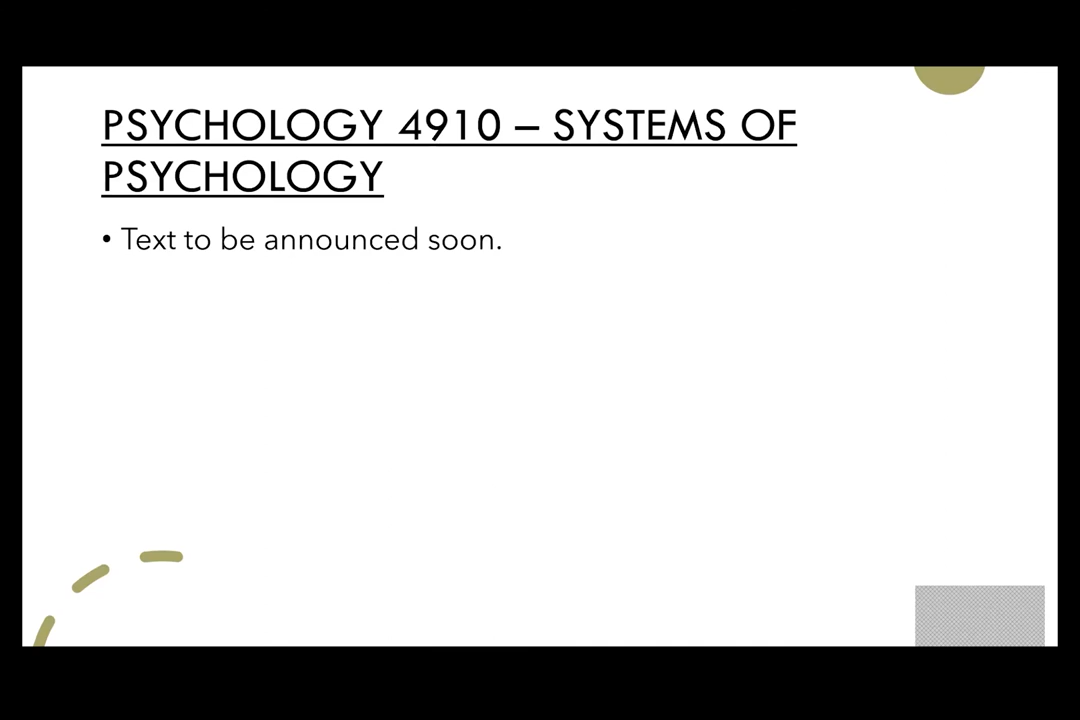 PSYCHOLOGY 4910 – SYSTEMS OF
PSYCHOLOGY
• Text to be announced soon.